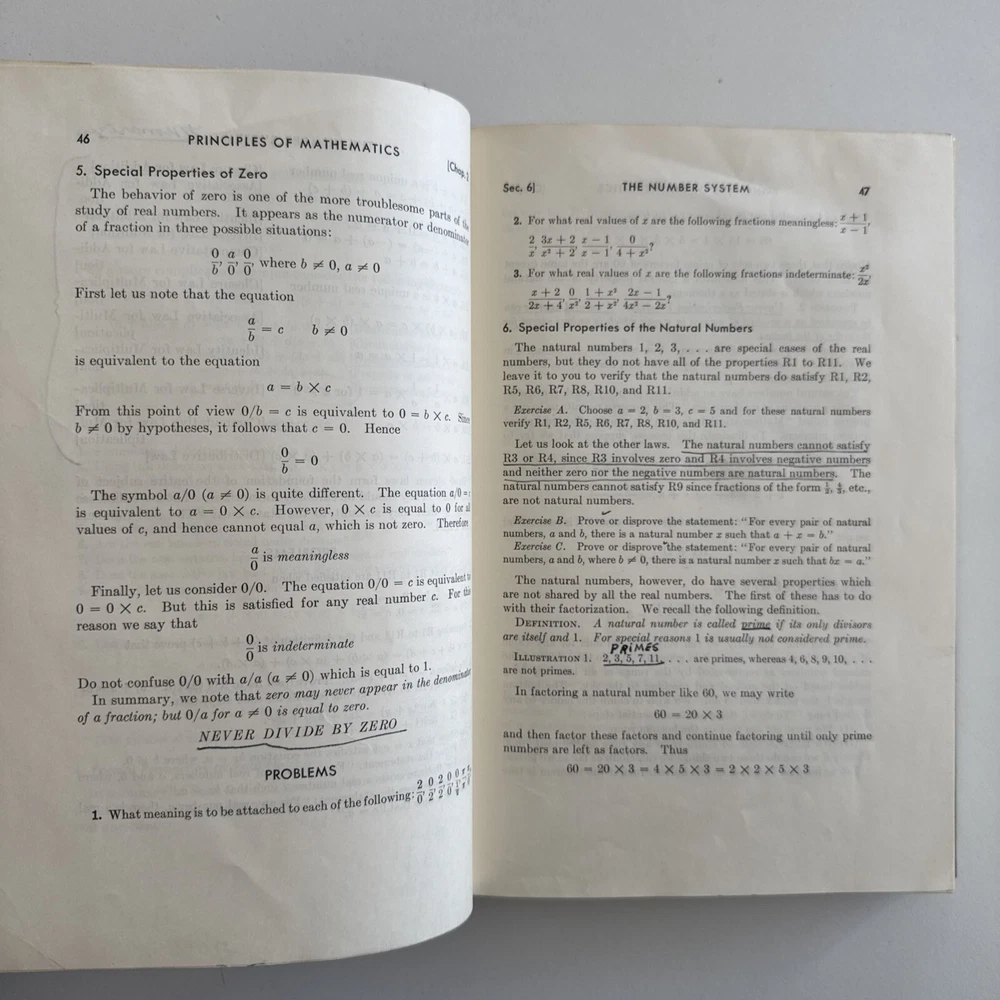 46 PRINCIPLES OF MATHEMATICS [Chap.
5. Special Properties of Zero
The behavior of zero is one of the more troublesome parts of the
study of real numbers. It appears as the numerator or denominator
of a fraction in three possible situations:
0/b, a/0, 0/0, where b ≠ 0, a ≠ 0
First let us note that the equation
a/b = c b ≠ 0
is equivalent to the equation
a = b × c
From this point of view 0/b = c is equivalent to 0 = b × c. Since
b ≠ 0 by hypotheses, it follows that c = 0. Hence
0/b = 0
The symbol a/0 (a ≠ 0) is quite different. The equation a/0 = c
is equivalent to a = 0 × c. However, 0 × c is equal to 0 for all
values of c, and hence cannot equal a, which is not zero. Therefore
a/0 is meaningless
Finally, let us consider 0/0. The equation 0/0 = c is equivalent to
0 = 0 × c. But this is satisfied for any real number c. For this
reason we say that
0/0 is indeterminate
Do not confuse 0/0 with a/a (a ≠ 0) which is equal to 1.
In summary, we note that zero may never appear in the denominator
of a fraction; but 0/a for a ≠ 0 is equal to zero.
NEVER DIVIDE BY ZERO
PROBLEMS
1. What meaning is to be attached to each of the following: 2/0, 0/2, 2/2, 0/0,
Sec. 6] THE NUMBER SYSTEM 47
2. For what real values of x are the following fractions meaningless: (x + 1)/(x − 1),
2/x, (3x + 2)/(x² + 2), (x − 1)/(x − 1), 0/(4 + x²)?
3. For what real values of x are the following fractions indeterminate: x²/2x,
(x + 2)/(2x + 4), 0/x², (1 + x²)/(2 + x²), (2x − 1)/(4x² − 2x)?
6. Special Properties of the Natural Numbers
The natural numbers 1, 2, 3, . . . are special cases of the real
numbers, but they do not have all of the properties R1 to R11. We
leave it to you to verify that the natural numbers do satisfy R1, R2,
R5, R6, R7, R8, R10, and R11.
Exercise A. Choose a = 2, b = 3, c = 5 and for these natural numbers
verify R1, R2, R5, R6, R7, R8, R10, and R11.
Let us look at the other laws. The natural numbers cannot satisfy
R3 or R4, since R3 involves zero and R4 involves negative numbers
and neither zero nor the negative numbers are natural numbers. The
natural numbers cannot satisfy R9 since fractions of the form etc.,
are not natural numbers.
Exercise B. Prove or disprove the statement: "For every pair of natural
numbers, a and b, there is a natural number x such that a + x = b."
Exercise C. Prove or disprove the statement: "For every pair of natural
numbers, a and b, where b ≠ 0, there is a natural number x such that bx = a."
The natural numbers, however, do have several properties which
are not shared by all the real numbers. The first of these has to do
with their factorization. We recall the following definition.
DEFINITION. A natural number is called prime if its only divisors
are itself and 1. For special reasons 1 is usually not considered prime.
PRIMES
ILLUSTRATION 1. 2, 3, 5, 7, 11, . . . are primes, whereas 4, 6, 8, 9, 10, . . .
are not primes.
In factoring a natural number like 60, we may write
60 = 20 × 3
and then factor these factors and continue factoring until only prime
numbers are left as factors. Thus
60 = 20 × 3 = 4 × 5 × 3 = 2 × 2 × 5 × 3